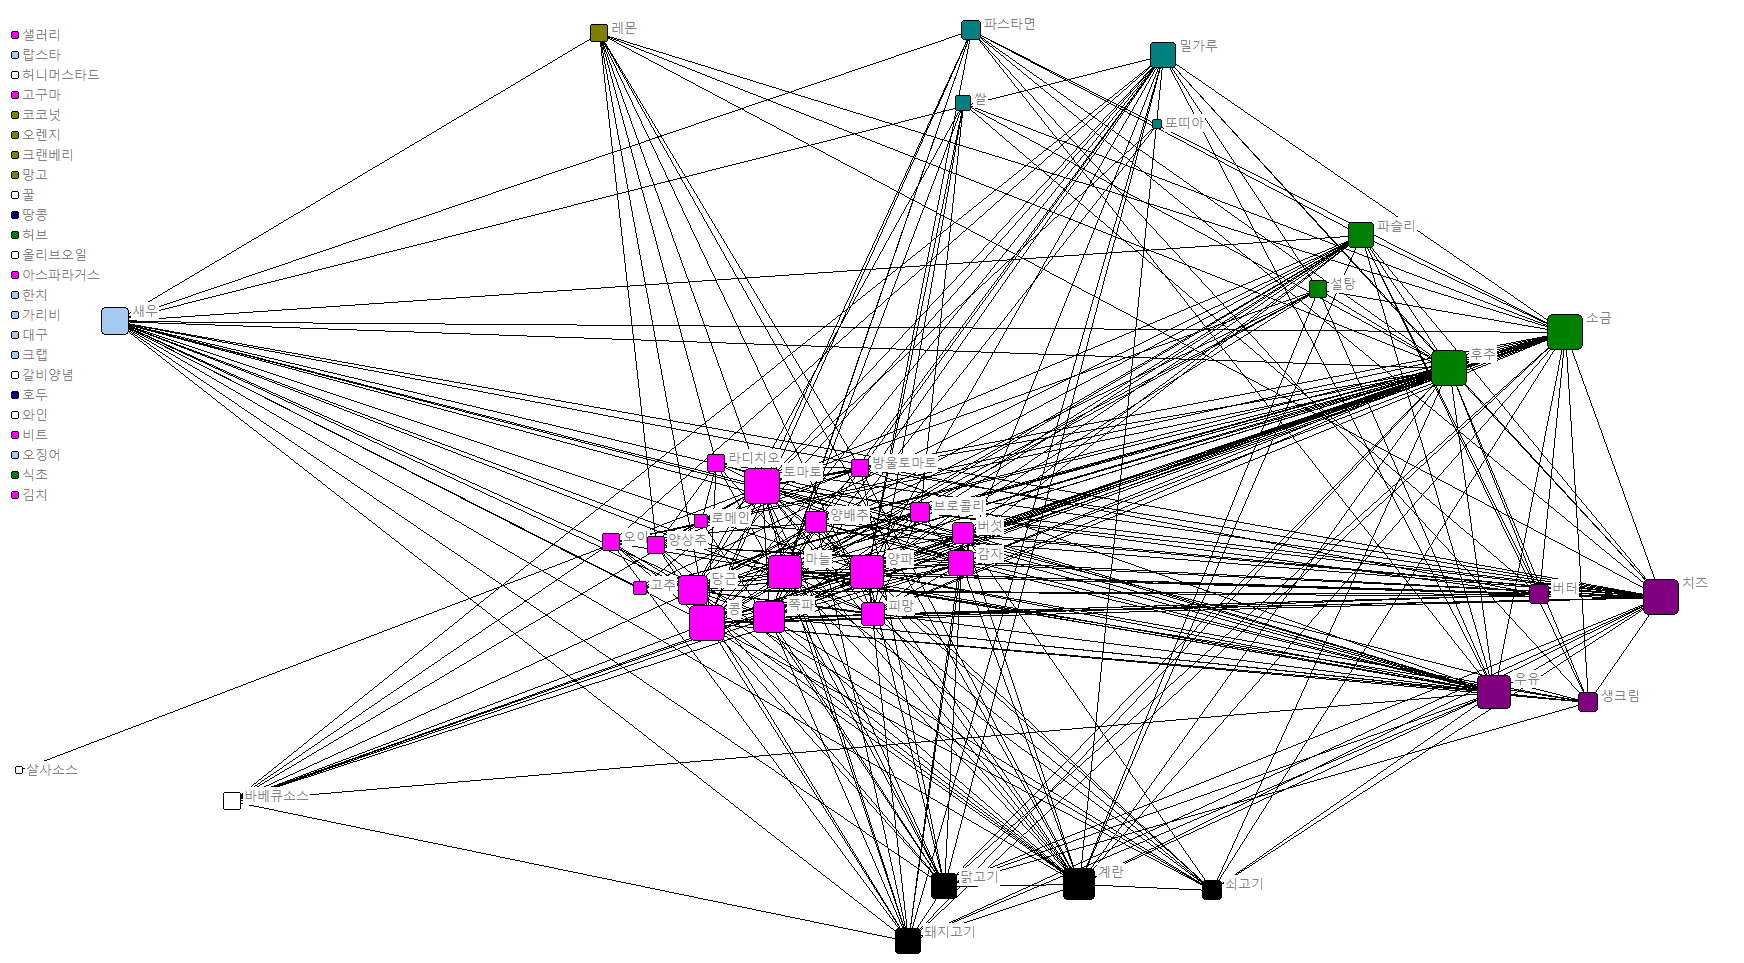 샐러리
랍스타
허니머스타드
고구마
코코넛
오렌지
크랜베리
망고
꿀
땅콩
허브
올리브오일
아스파라거스
한치
가리비
대구
크랩
갈비양념
호두
와인
비트
오징어
식초
김치
레몬
파스타면
밀가루
쌀
또띠아
파슬리
설탕
새우
소금
후추
라디치오
토마토
방울토마토
브로콜리
로메인
양배추
버섯
오이
양상추
마늘
양파
감자
고추
당근
콩
쪽파
피망
버터
치즈
우유
생크림
살사소스
바베큐소스
닭고기
계란
쇠고기
돼지고기